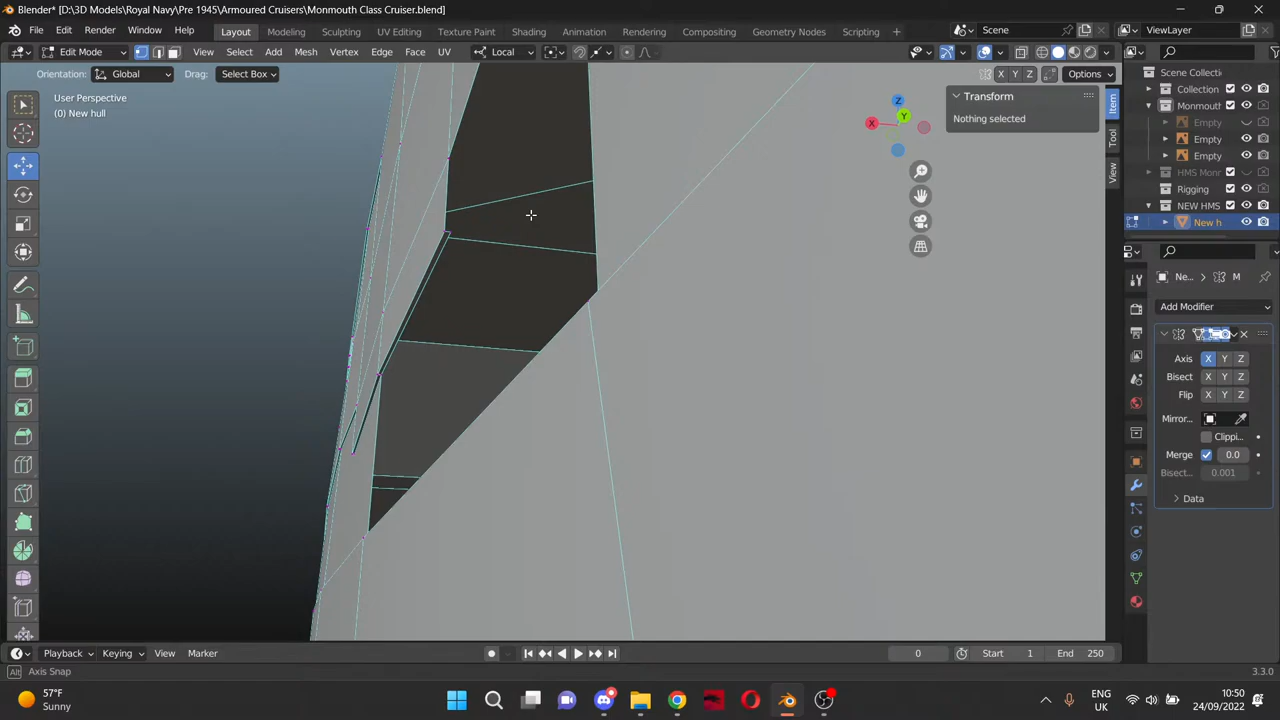 Blender* [D:\3D Models\Royal Navy\Pre 1945\Armoured Cruisers\Monmouth Class Cruiser.blend]
File Edit Render Window Help Layout Modeling Sculpting UV Editing Texture Paint Shading Animation Rendering Compositing Geometry Nodes Scripting + Scene ViewLayer
Edit Mode View Select Add Mesh Vertex Edge Face UV Local
Orientation: Global Drag: Select Box X Y Z Options
User Perspective
(0) New hull
Transform
Nothing selected
Item
Tool
View
Z
Y
X
Scene Collecti
Collection
Monmout
Empty
Empty
Empty
HMS Monr
Rigging
NEW HMS
New h
Ne... M
Add Modifier
Axis X Y Z
Bisect X Y Z
Flip X Y Z
Mirror...
Clippi...
Merge 0.0
Bisect... 0.001
Data
Playback Keying View Marker 0 Start 1 End 250
Alt Axis Snap 3.3.0
57°F
Sunny
ENG
UK
10:50
24/09/2022